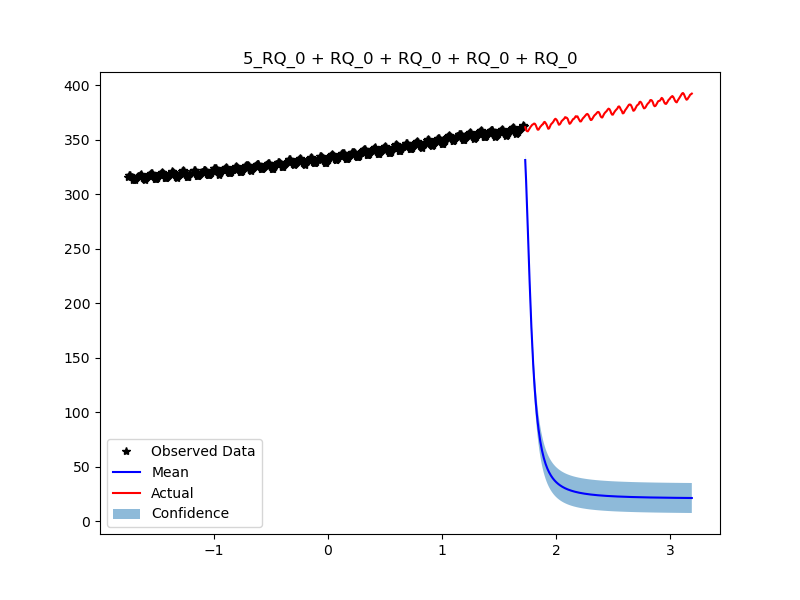 5_RQ_0 + RQ_0 + RQ_0 + RQ_0 + RQ_0
400
350
300
250
200
150
100
50
0
Observed Data
Mean
Actual
Confidence
−1
0
1
2
3